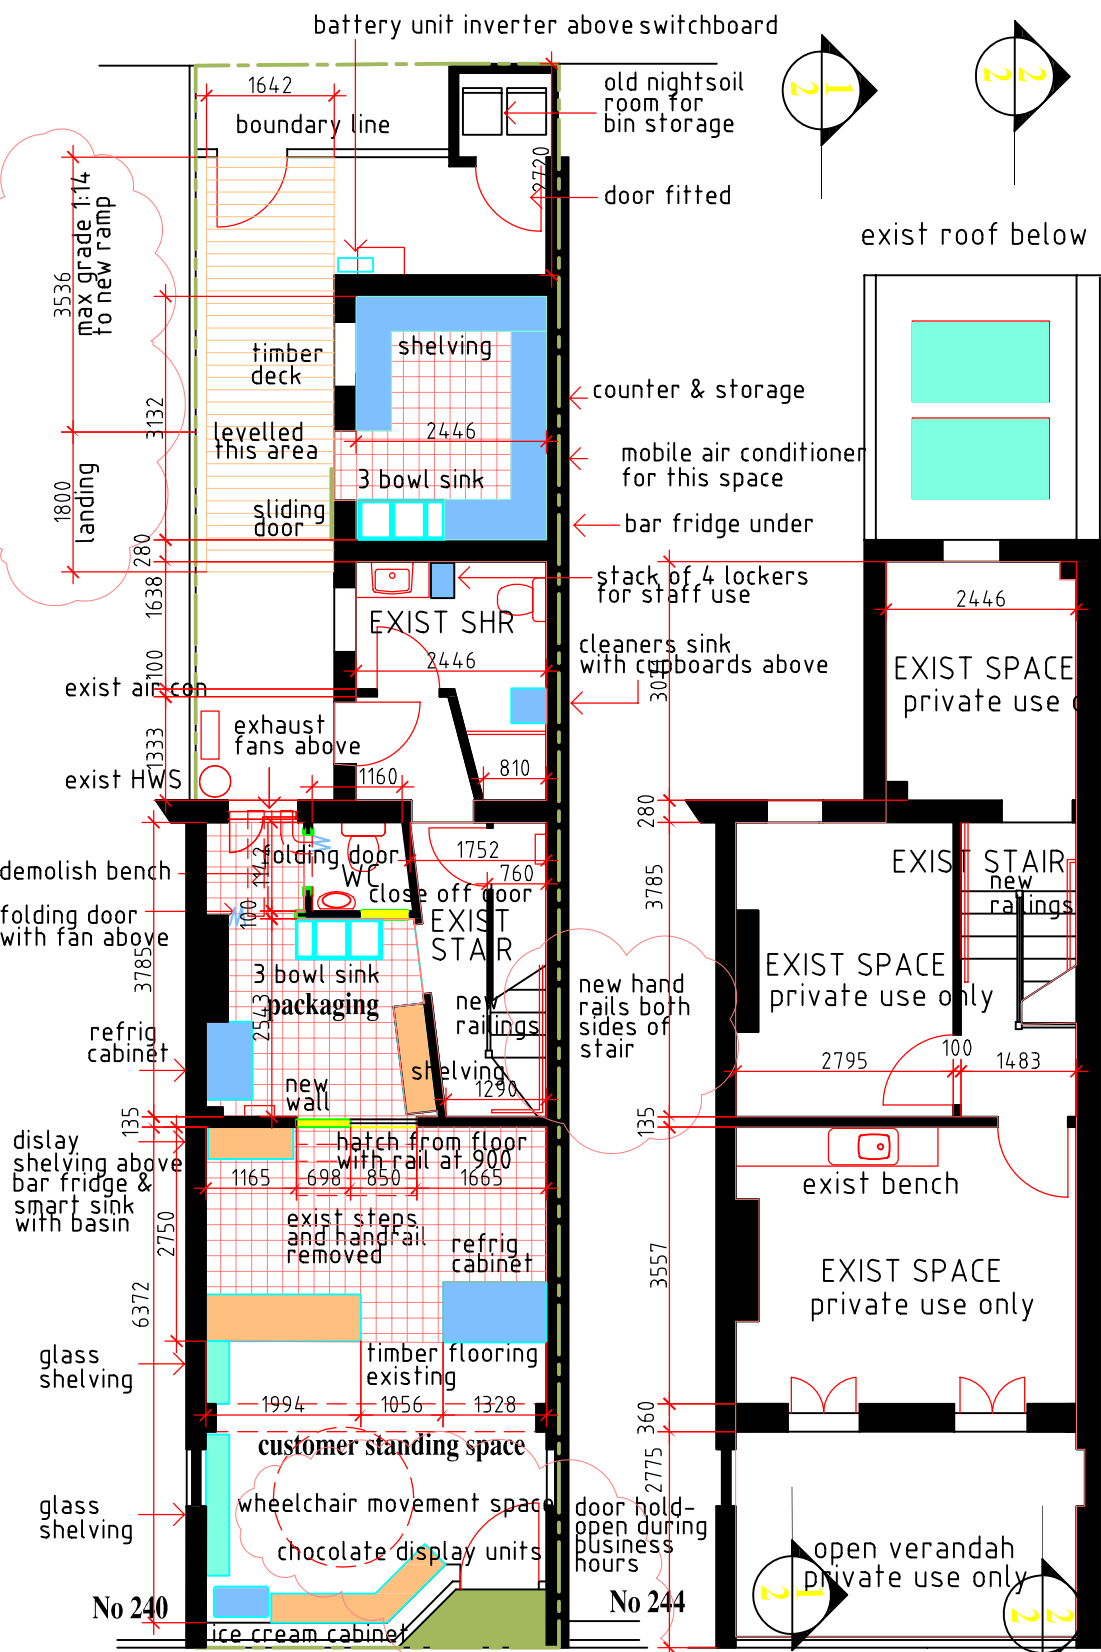 battery unit inverter above switchboard
old nightsoil
room for
bin storage
1642
boundary line
2720
door fitted
1
2
2
2
exist roof below
max grade 1:14
to new ramp
3536
timber
deck
shelving
counter & storage
3132
levelled
this area
2446
mobile air conditioner
for this space
1800
landing
3 bowl sink
sliding
door
bar fridge under
280
stack of 4 lockers
for staff use
1638
EXIST SHR
2446
2446
cleaners sink
with cupboards above
EXIST SPACE
private use
100
exist air con
exhaust
fans above
1333
exist HWS
1160
810
280
demolish bench
folding door
WC
1752
760
close off door
EXIST STAIR
new
railings
3785
folding door
with fan above
100
EXIST
STAIR
3785
3 bowl sink
packaging
2543
new
railings
new hand
rails both
sides of
stair
EXIST SPACE
private use only
refrig
cabinet
shelving
1290
new
wall
2795
100
1483
135
135
dislay
shelving above
bar fridge &
smart sink
with basin
hatch from floor
with rail at 900
1165
698
850
1665
exist bench
2750
exist steps
and handrail
removed
refrig
cabinet
6372
3557
EXIST SPACE
private use only
glass
shelving
timber flooring
existing
1994
1056
1328
360
customer standing space
2775
glass
shelving
wheelchair movement space
door hold-
open during
business
hours
chocolate display units
open verandah
private use only
No 240
No 244
ice cream cabinet
1
2
2
2